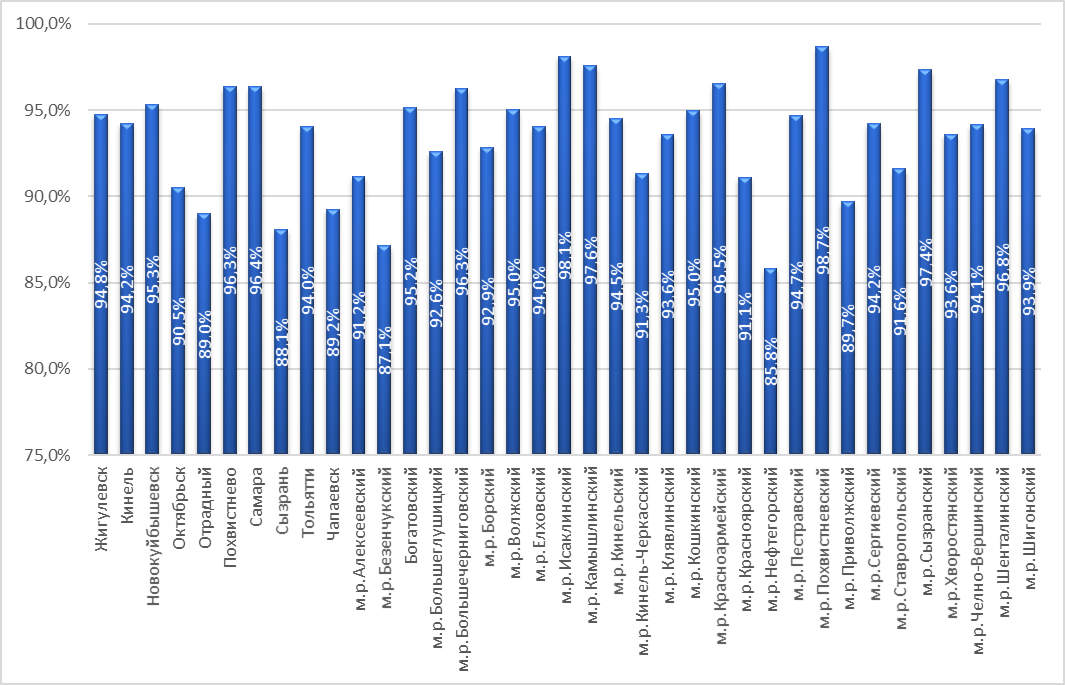 100,0%
95,0%
90,0%
85,0%
80,0%
75,0%
94,8%
94,2%
95,3%
90,5%
89,0%
96,3%
96,4%
88,1%
94,0%
89,2%
91,2%
87,1%
95,2%
92,6%
96,3%
92,9%
95,0%
94,0%
98,1%
97,6%
94,5%
91,3%
93,6%
95,0%
96,5%
91,1%
85,8%
94,7%
98,7%
89,7%
94,2%
91,6%
97,4%
93,6%
94,1%
96,8%
93,9%
Жигулевск
Кинель
Новокуйбышевск
Октябрьск
Отрадный
Похвистнево
Самара
Сызрань
Тольятти
Чапаевск
м.р.Алексеевский
м.р.Безенчукский
Богатовский
м.р.Большеглушицкий
м.р.Большечерниговский
м.р.Борский
м.р.Волжский
м.р.Елховский
м.р.Исаклинский
м.р.Камышлинский
м.р.Кинельский
м.р.Кинель-Черкасский
м.р.Клявлинский
м.р.Кошкинский
м.р.Красноармейский
м.р.Красноярский
м.р.Нефтегорский
м.р.Пестравский
м.р.Похвистневский
м.р.Приволжский
м.р.Сергиевский
м.р.Ставропольский
м.р.Сызранский
м.р.Хворостянский
м.р.Челно-Вершинский
м.р.Шенталинский
м.р.Шигонский